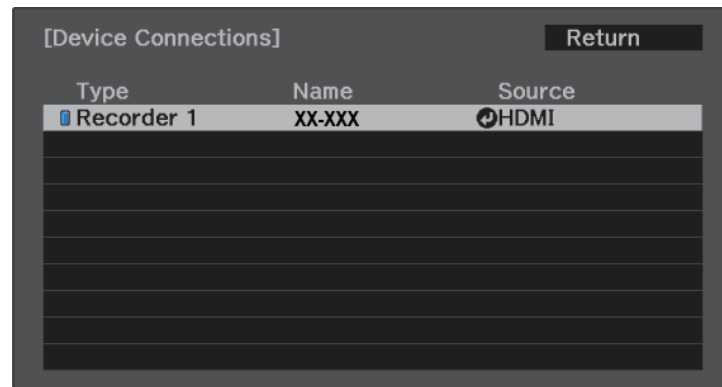 [Device Connections] Return
Type Name Source
Recorder 1 XX-XXX HDMI